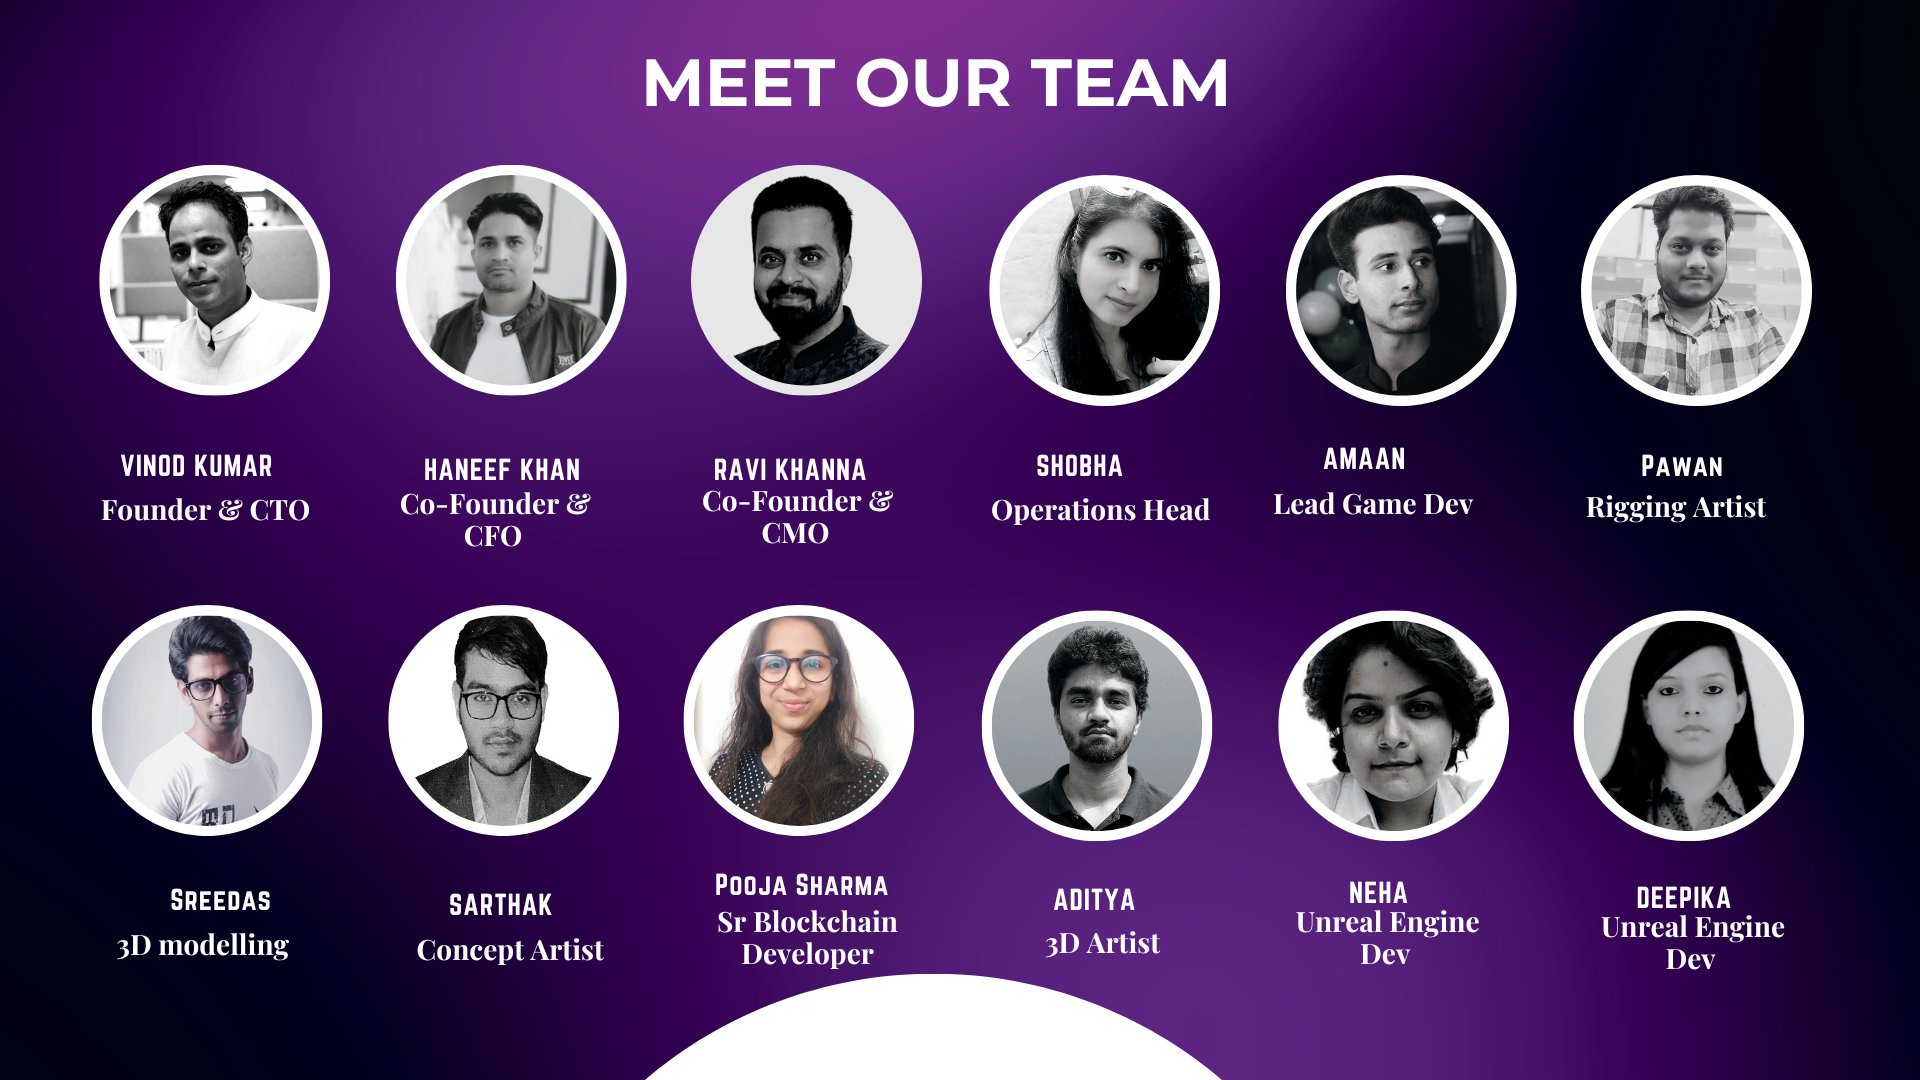 MEET OUR TEAM
VINOD KUMAR
Founder & CTO
HANEEF KHAN
Co-Founder &
CFO
RAVI KHANNA
Co-Founder &
CMO
SHOBHA
Operations Head
AMAAN
Lead Game Dev
PAWAN
Rigging Artist
SREEDAS
3D modelling
SARTHAK
Concept Artist
POOJA SHARMA
Sr Blockchain
Developer
ADITYA
3D Artist
NEHA
Unreal Engine
Dev
DEEPIKA
Unreal Engine
Dev